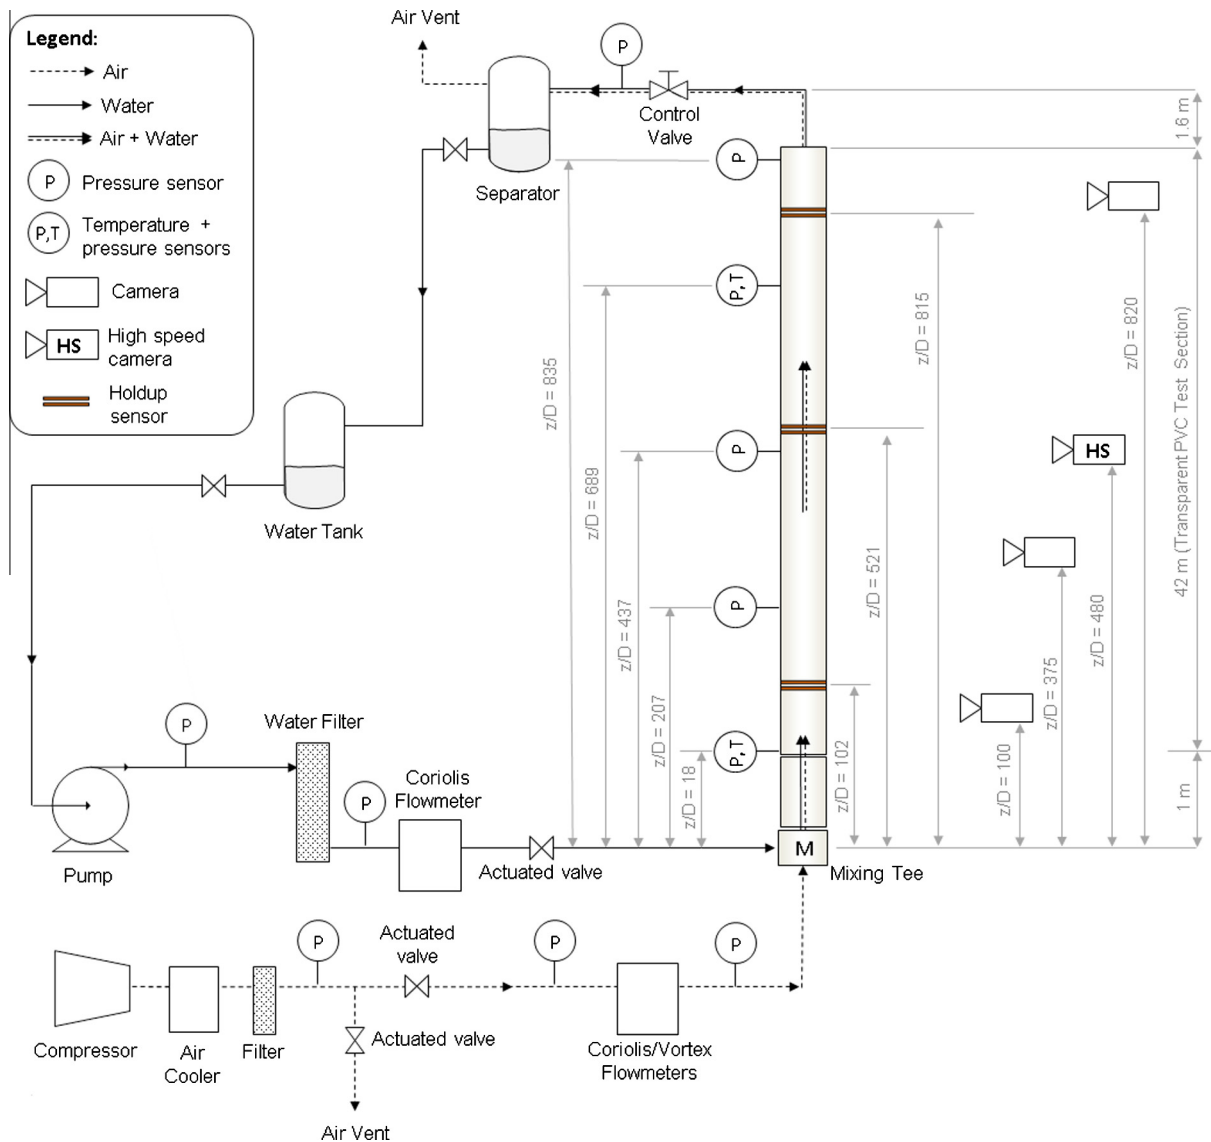 Legend:
Air
Water
Air + Water
P
Pressure sensor
P,T
Temperature +
pressure sensors
Camera
HS
High speed
camera
Holdup
sensor
Air Vent
P
Control
Valve
Separator
1.6 m
P
P,T
P
P
P,T
z/D = 835
z/D = 689
z/D = 437
z/D = 207
z/D = 18
z/D = 815
z/D = 521
z/D = 102
z/D = 820
HS
z/D = 480
z/D = 375
z/D = 100
42 m (Transparent PVC Test Section)
1 m
Water Tank
P
Water Filter
Pump
P
Coriolis
Flowmeter
Actuated valve
M
Mixing Tee
Compressor
Air
Cooler
Filter
P
Actuated
valve
P
P
Actuated valve
Coriolis/Vortex
Flowmeters
Air Vent